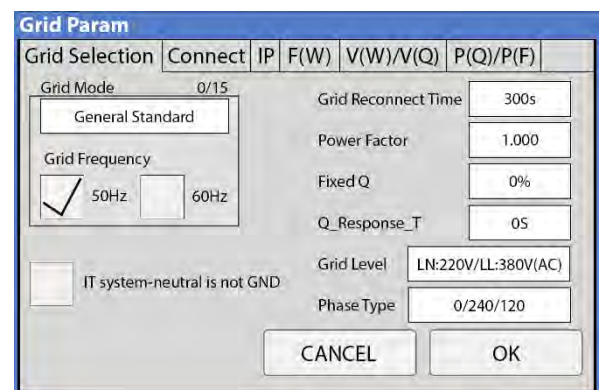 Grid Param
Grid Selection Connect IP F(W) V(W)/V(Q) P(Q)/P(F)
Grid Mode 0/15
General Standard
Grid Frequency
50Hz 60Hz
IT system-neutral is not GND
Grid Reconnect Time 300s
Power Factor 1.000
Fixed Q 0%
Q_Response_T 0S
Grid Level LN:220V/LL:380V(AC)
Phase Type 0/240/120
CANCEL OK